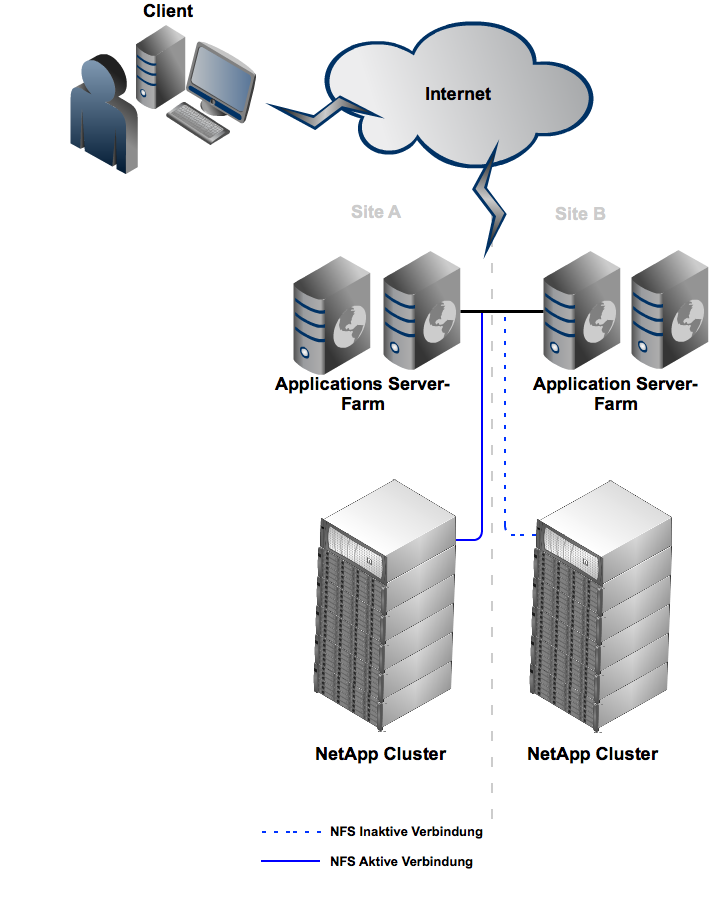 Client
Internet
Site A
Site B
Applications Server-
Farm
Application Server-
Farm
NetApp Cluster
NetApp Cluster
NFS Inaktive Verbindung
NFS Aktive Verbindung